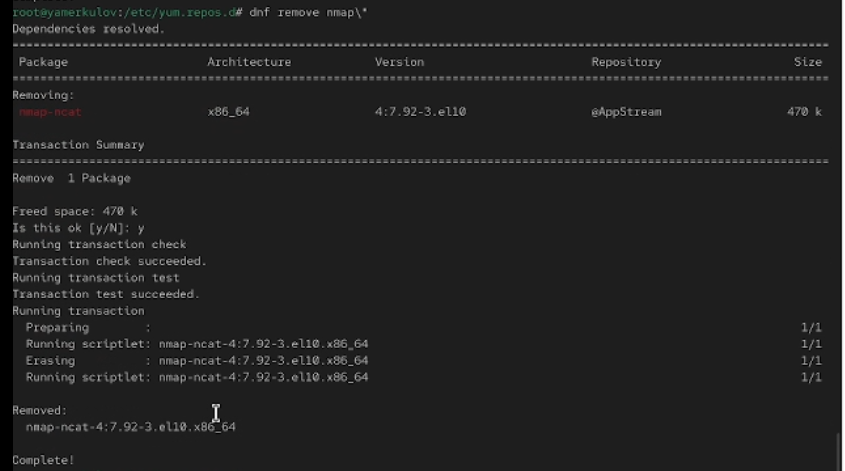 root@yamerkulov:/etc/yum.repos.d# dnf remove nmap\*
Dependencies resolved.
================================================================================
Package Architecture Version Repository Size
================================================================================
Removing:
nmap-ncat x86_64 4:7.92-3.el10 @AppStream 470 k
Transaction Summary
================================================================================
Remove 1 Package
Freed space: 470 k
Is this ok [y/N]: y
Running transaction check
Transaction check succeeded.
Running transaction test
Transaction test succeeded.
Running transaction
Preparing : 1/1
Running scriptlet: nmap-ncat-4:7.92-3.el10.x86_64 1/1
Erasing : nmap-ncat-4:7.92-3.el10.x86_64 1/1
Running scriptlet: nmap-ncat-4:7.92-3.el10.x86_64 1/1
Removed:
nmap-ncat-4:7.92-3.el10.x86_64
Complete!